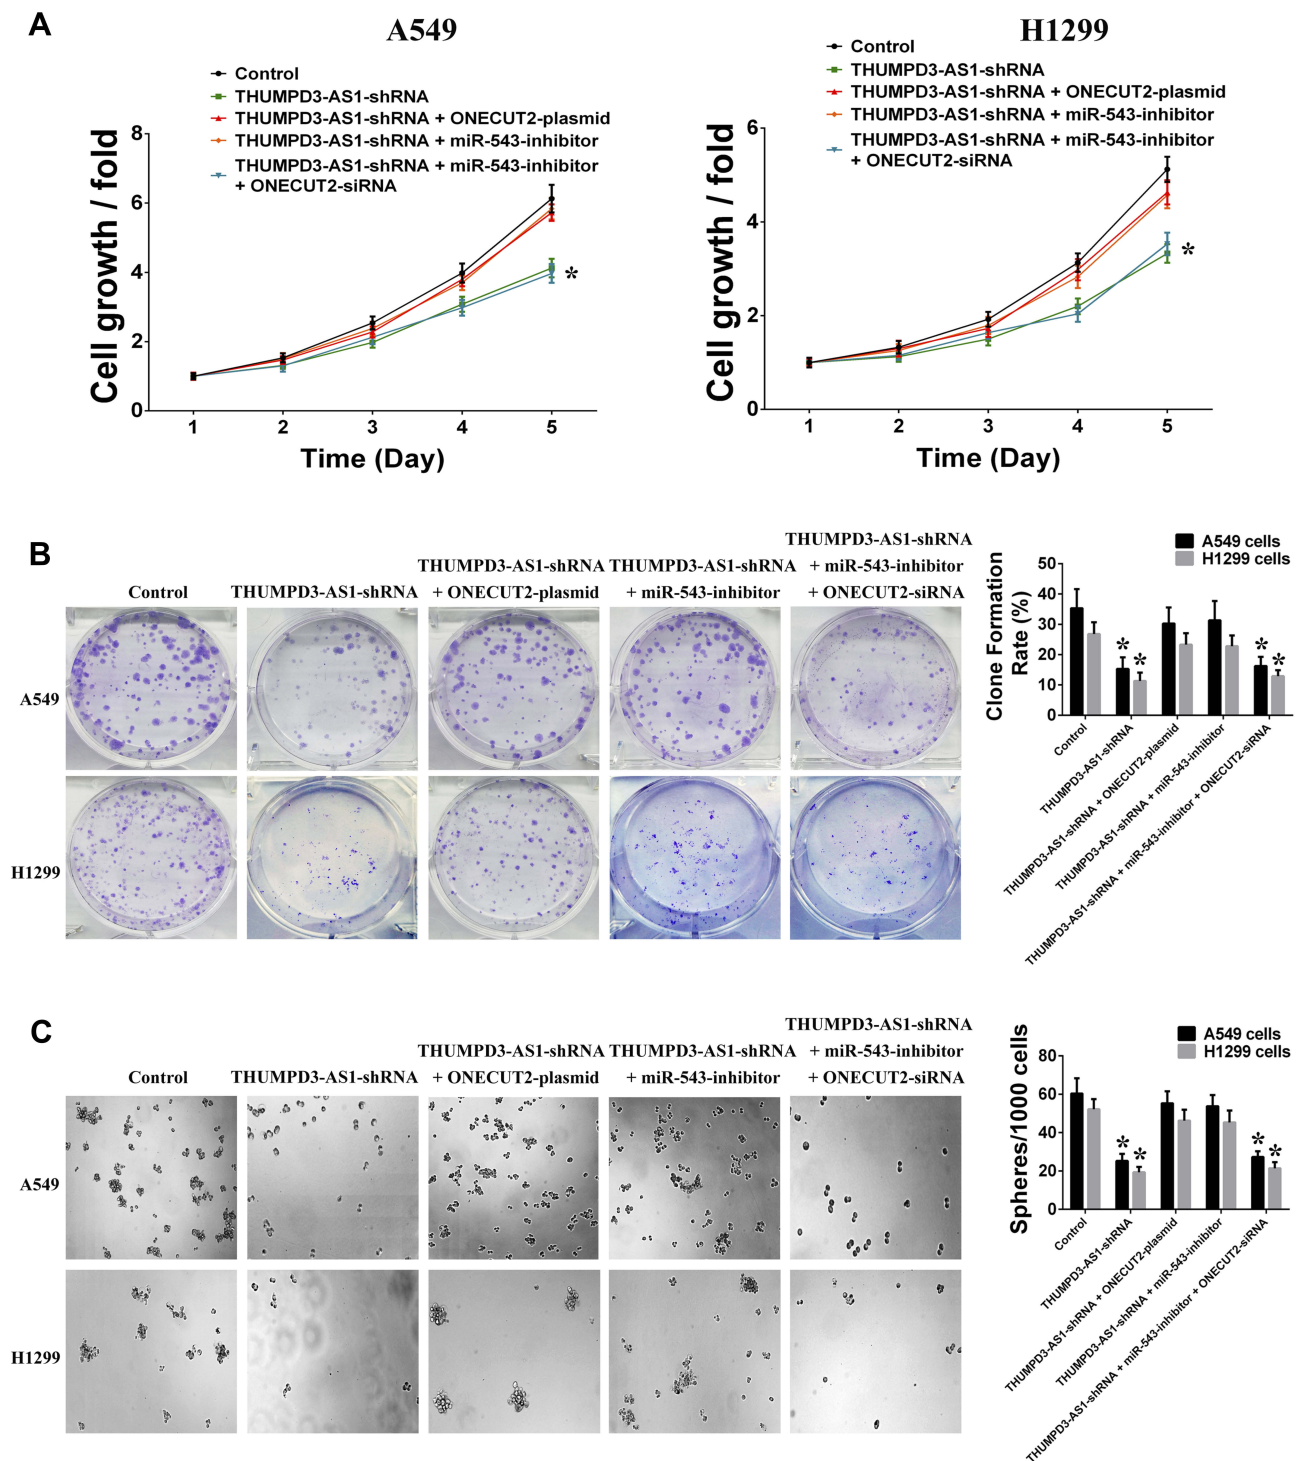 A
A549
Control
THUMPD3-AS1-shRNA
THUMPD3-AS1-shRNA + ONECUT2-plasmid
THUMPD3-AS1-shRNA + miR-543-inhibitor
THUMPD3-AS1-shRNA + miR-543-inhibitor
+ ONECUT2-siRNA
Cell growth / fold
8
6
4
2
0
1 2 3 4 5
*
Time (Day)
H1299
Control
THUMPD3-AS1-shRNA
THUMPD3-AS1-shRNA + ONECUT2-plasmid
THUMPD3-AS1-shRNA + miR-543-inhibitor
THUMPD3-AS1-shRNA + miR-543-inhibitor
+ ONECUT2-siRNA
Cell growth / fold
6
4
2
0
1 2 3 4 5
*
Time (Day)
B
Control
THUMPD3-AS1-shRNA
THUMPD3-AS1-shRNA
+ ONECUT2-plasmid
THUMPD3-AS1-shRNA
+ miR-543-inhibitor
THUMPD3-AS1-shRNA
+ miR-543-inhibitor
+ ONECUT2-siRNA
A549
H1299
A549 cells
H1299 cells
Clone Formation
Rate (%)
50
40
30
20
10
0
* * * *
Control
THUMPD3-AS1-shRNA
THUMPD3-AS1-shRNA + ONECUT2-plasmid
THUMPD3-AS1-shRNA + miR-543-inhibitor
THUMPD3-AS1-shRNA + miR-543-inhibitor + ONECUT2-siRNA
C
Control
THUMPD3-AS1-shRNA
THUMPD3-AS1-shRNA
+ ONECUT2-plasmid
THUMPD3-AS1-shRNA
+ miR-543-inhibitor
THUMPD3-AS1-shRNA
+ miR-543-inhibitor
+ ONECUT2-siRNA
A549
H1299
A549 cells
H1299 cells
Spheres/1000 cells
80
60
40
20
0
* * * *
Control
THUMPD3-AS1-shRNA
THUMPD3-AS1-shRNA + ONECUT2-plasmid
THUMPD3-AS1-shRNA + miR-543-inhibitor
THUMPD3-AS1-shRNA + miR-543-inhibitor + ONECUT2-siRNA